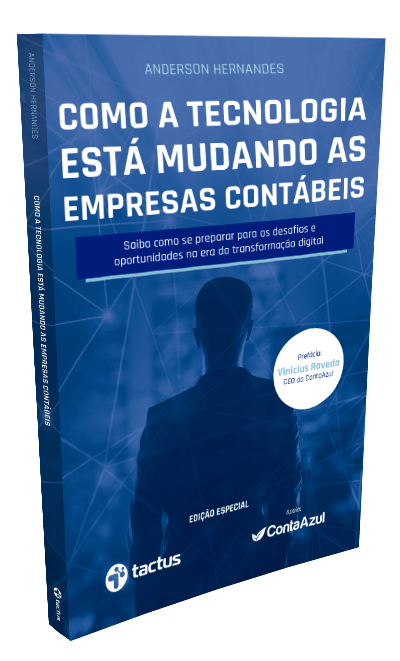 ANDERSON HERNANDES
COMO A TECNOLOGIA
ESTÁ MUDANDO AS
EMPRESAS CONTÁBEIS
Saiba como se preparar para os desafios e
oportunidades na era da transformação digital
Prefácio:
Vinicius Roveda
CEO da ContaAzul
EDIÇÃO ESPECIAL
Apoio:
ContaAzul
tactus
ANDERSON HERNANDES
COMO A TECNOLOGIA ESTÁ MUDANDO AS EMPRESAS CONTÁBEIS
tactus